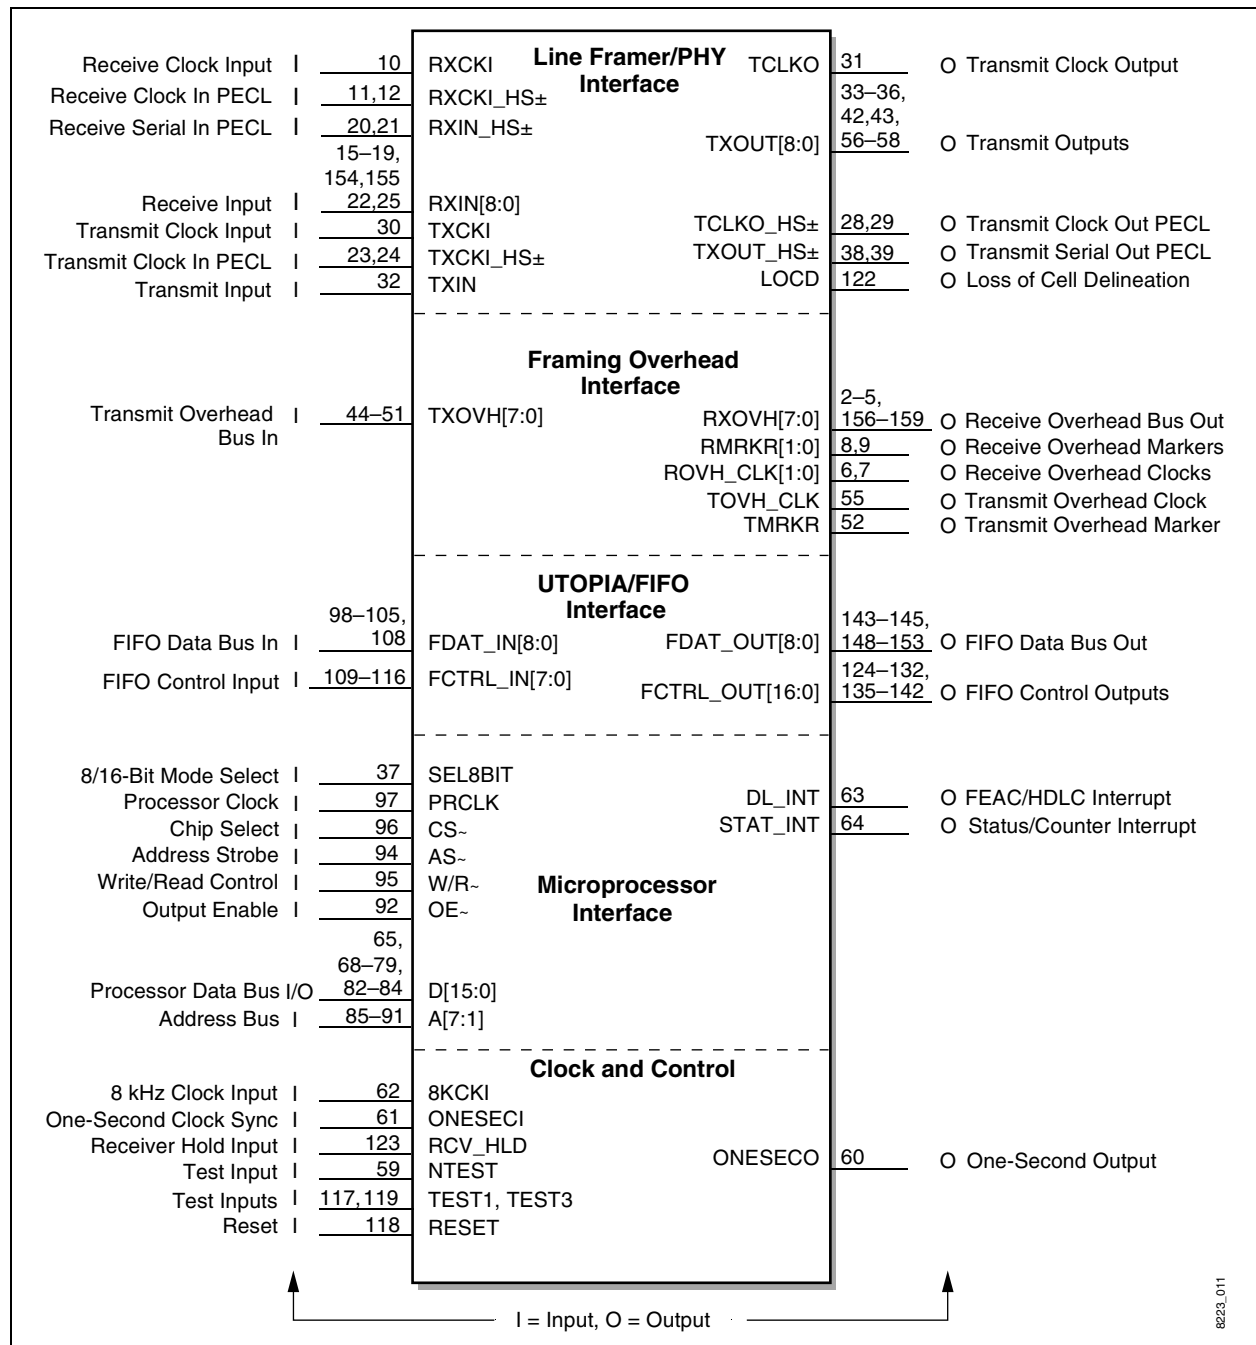 Line Framer/PHY
Interface
Receive Clock Input I 10 RXCKI
Receive Clock In PECL I 11,12 RXCKI_HS±
Receive Serial In PECL I 20,21 RXIN_HS±
15–19,
154,155
Receive Input I 22,25 RXIN[8:0]
Transmit Clock Input I 30 TXCKI
Transmit Clock In PECL I 23,24 TXCKI_HS±
Transmit Input I 32 TXIN
TCLKO 31 O Transmit Clock Output
33–36,
42,43,
TXOUT[8:0] 56–58 O Transmit Outputs
TCLKO_HS± 28,29 O Transmit Clock Out PECL
TXOUT_HS± 38,39 O Transmit Serial Out PECL
LOCD 122 O Loss of Cell Delineation
Framing Overhead
Interface
Transmit Overhead I 44–51 TXOVH[7:0]
Bus In
2–5,
RXOVH[7:0] 156–159 O Receive Overhead Bus Out
RMRKR[1:0] 8,9 O Receive Overhead Markers
ROVH_CLK[1:0] 6,7 O Receive Overhead Clocks
TOVH_CLK 55 O Transmit Overhead Clock
TMRKR 52 O Transmit Overhead Marker
UTOPIA/FIFO
Interface
98–105,
FIFO Data Bus In I 108 FDAT_IN[8:0]
FIFO Control Input I 109–116 FCTRL_IN[7:0]
143–145,
FDAT_OUT[8:0] 148–153 O FIFO Data Bus Out
124–132,
FCTRL_OUT[16:0] 135–142 O FIFO Control Outputs
8/16-Bit Mode Select I 37 SEL8BIT
Processor Clock I 97 PRCLK
Chip Select I 96 CS~
Address Strobe I 94 AS~
Write/Read Control I 95 W/R~
Output Enable I 92 OE~
65,
68–79,
Processor Data Bus I/O 82–84 D[15:0]
Address Bus I 85–91 A[7:1]
DL_INT 63 O FEAC/HDLC Interrupt
STAT_INT 64 O Status/Counter Interrupt
Microprocessor
Interface
Clock and Control
8 kHz Clock Input I 62 8KCKI
One-Second Clock Sync I 61 ONESECI
Receiver Hold Input I 123 RCV_HLD
Test Input I 59 NTEST
Test Inputs I 117,119 TEST1, TEST3
Reset I 118 RESET
ONESECO 60 O One-Second Output
I = Input, O = Output
8223_011